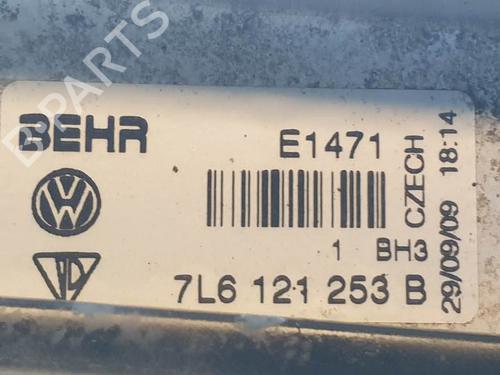 BEHR
E1471
1 BH3
7L6 121 253 B
CZECH
29/09/09 18:14
B-PARTS